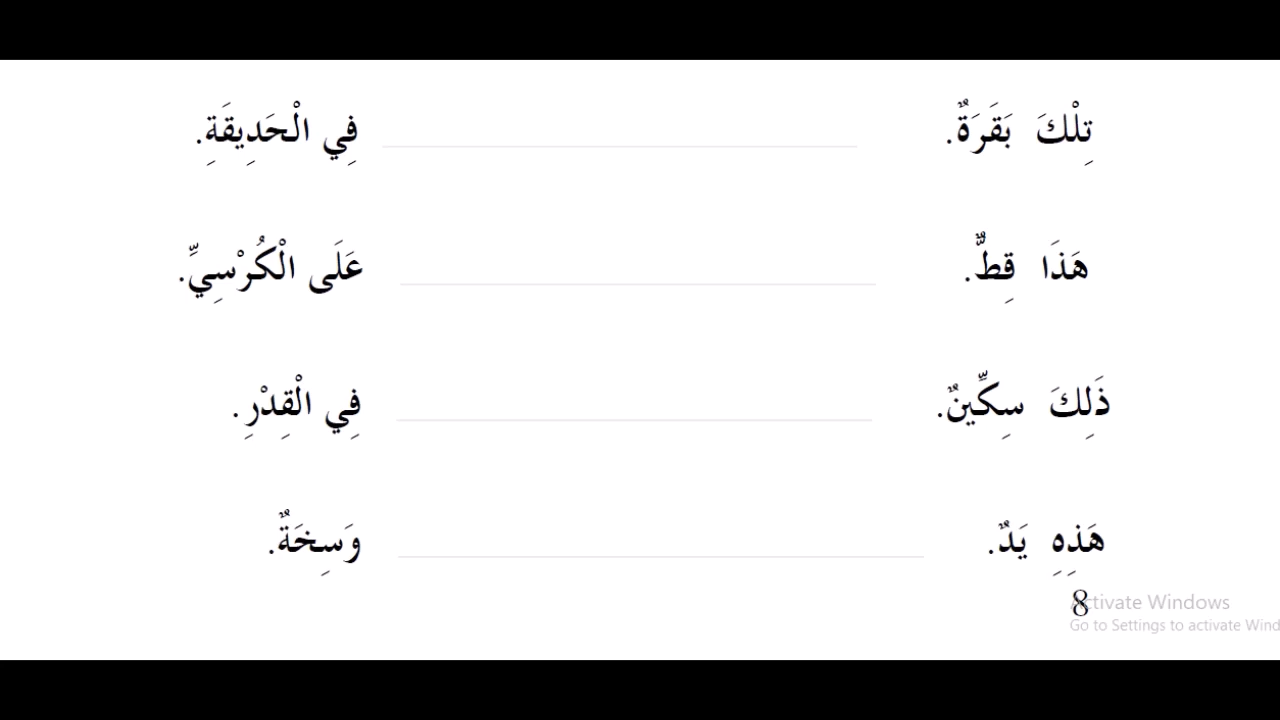 تِلْكَ بَقَرَةٌ. فِي الْحَدِيقَةِ.
هَذَا قِطٌّ. عَلَى الْكُرْسِيِّ.
ذَلِكَ سِكِّينٌ. فِي الْقِدْرِ.
هَذِهِ يَدٌ. وَسِخَةٌ.
8
Activate Windows
Go to Settings to activate Wind